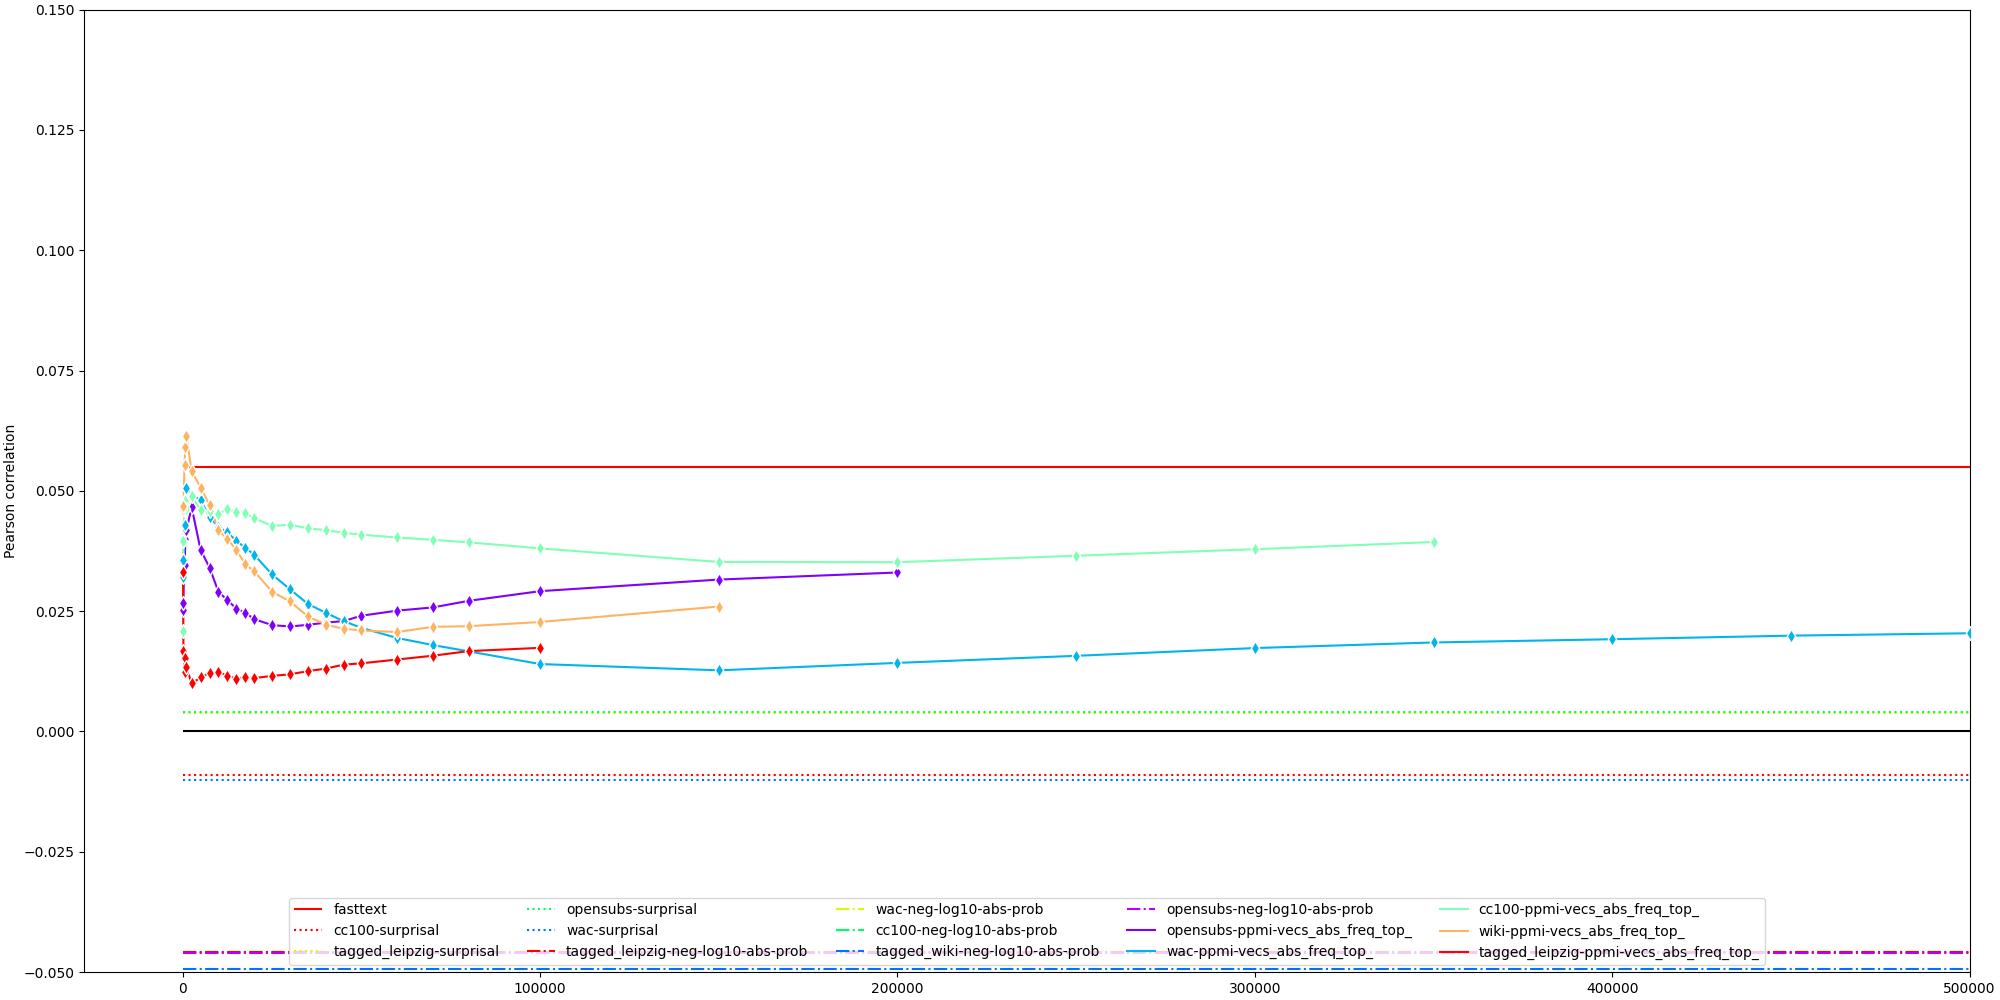 0.150
0.125
0.100
0.075
0.050
0.025
0.000
−0.025
−0.050
Pearson correlation
fasttext
cc100-surprisal
tagged_leipzig-surprisal
opensubs-surprisal
wac-surprisal
tagged_leipzig-neg-log10-abs-prob
wac-neg-log10-abs-prob
cc100-neg-log10-abs-prob
tagged_wiki-neg-log10-abs-prob
opensubs-neg-log10-abs-prob
opensubs-ppmi-vecs_abs_freq_top_
wac-ppmi-vecs_abs_freq_top_
cc100-ppmi-vecs_abs_freq_top_
wiki-ppmi-vecs_abs_freq_top_
tagged_leipzig-ppmi-vecs_abs_freq_top_
0 100000 200000 300000 400000 500000